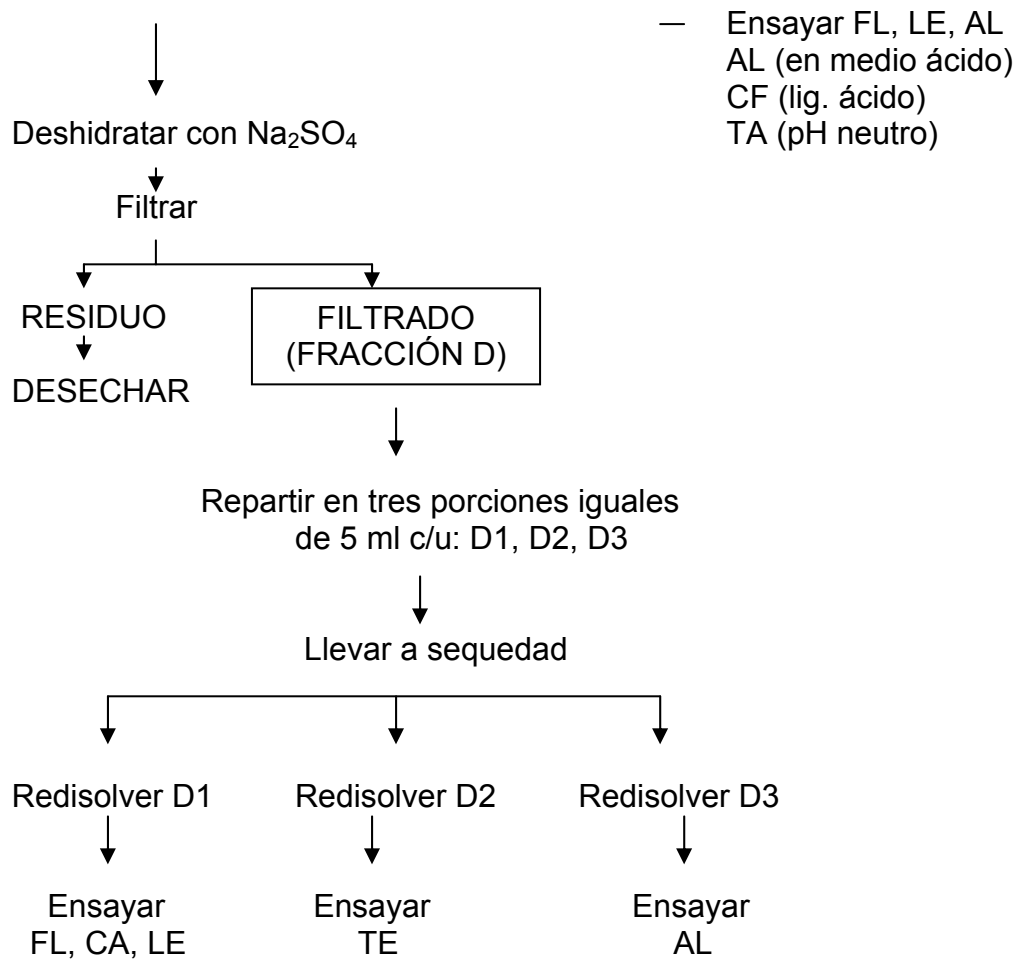 — Ensayar FL, LE, AL
AL (en medio ácido)
CF (lig. ácido)
TA (pH neutro)
Deshidratar con Na₂SO₄
Filtrar
RESIDUO
DESECHAR
FILTRADO
(FRACCIÓN D)
Repartir en tres porciones iguales
de 5 ml c/u: D1, D2, D3
Llevar a sequedad
Redisolver D1
Redisolver D2
Redisolver D3
Ensayar
FL, CA, LE
Ensayar
TE
Ensayar
AL